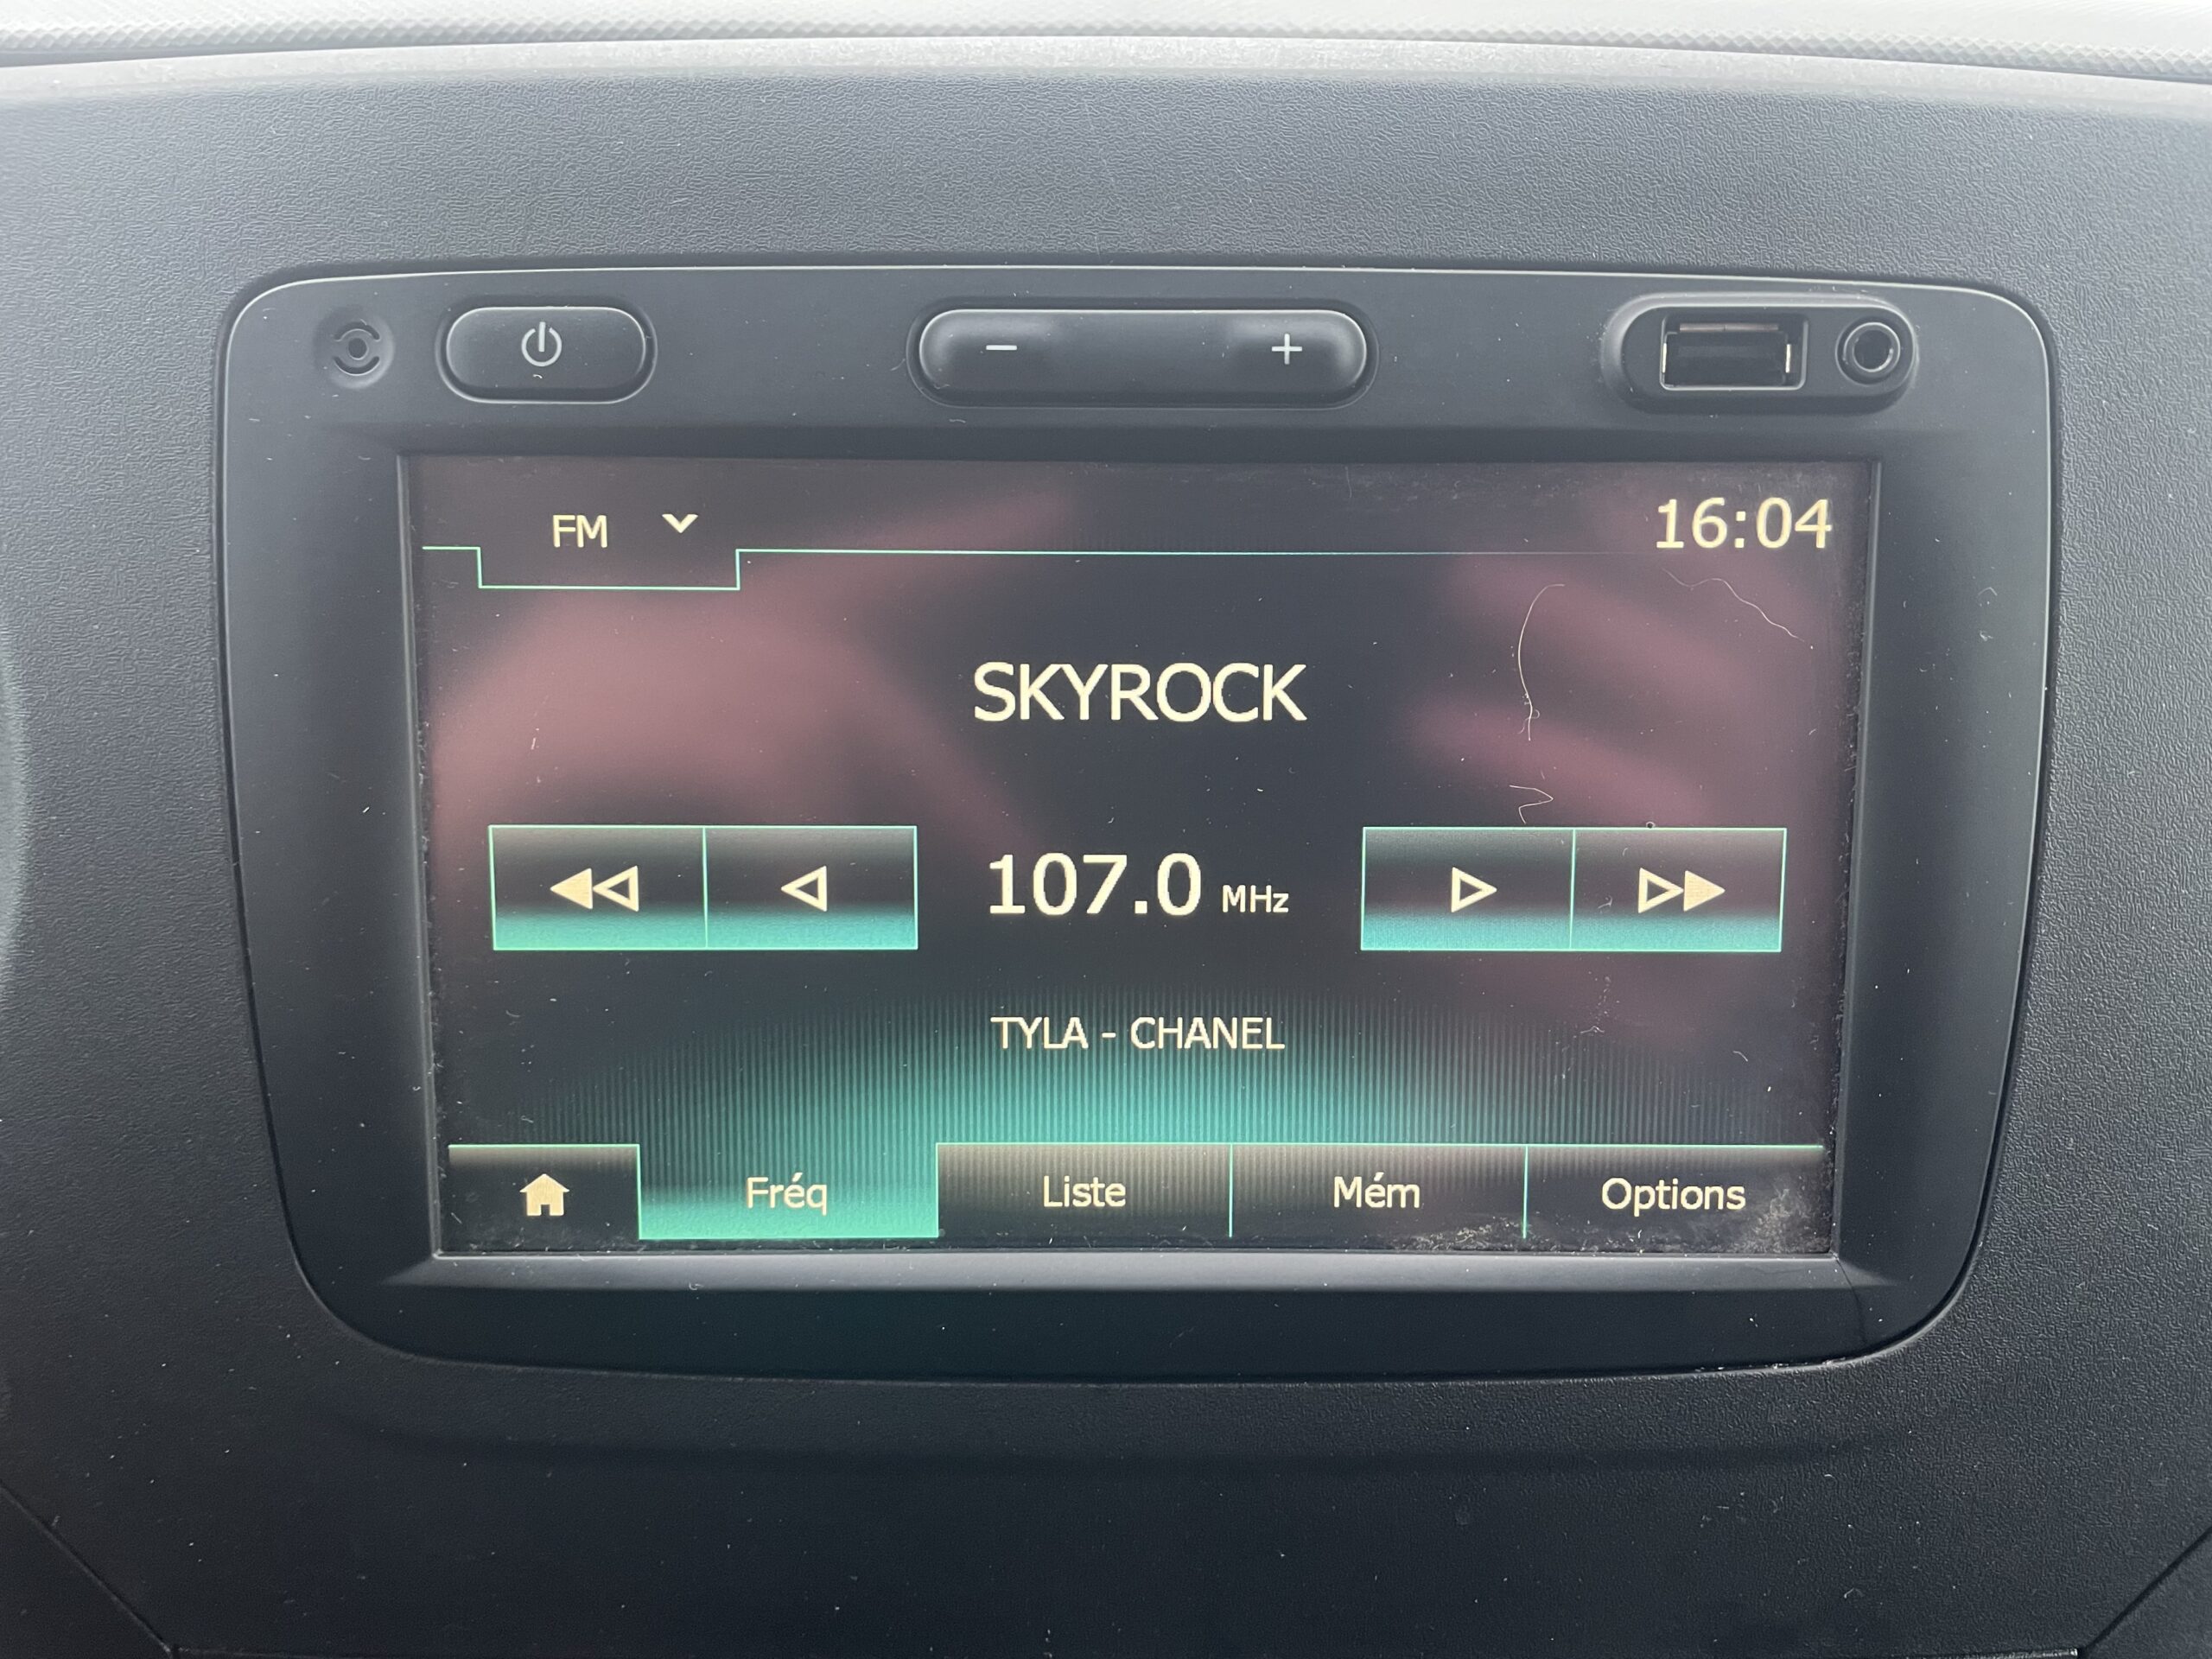 FM
16:04
SKYROCK
107.0 MHz
TYLA - CHANEL
Fréq Liste Mém Options